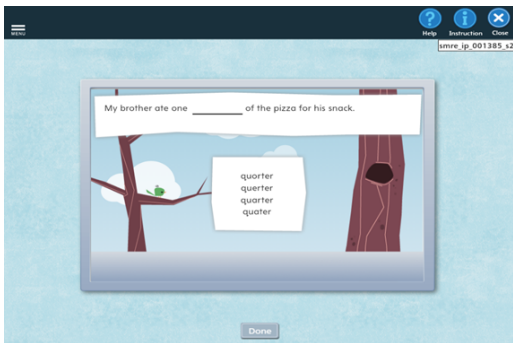 MENU
Help Instruction Close
smre_ip_001385_s2
My brother ate one __________ of the pizza for his snack.
quorter
querter
quarter
quater
Done